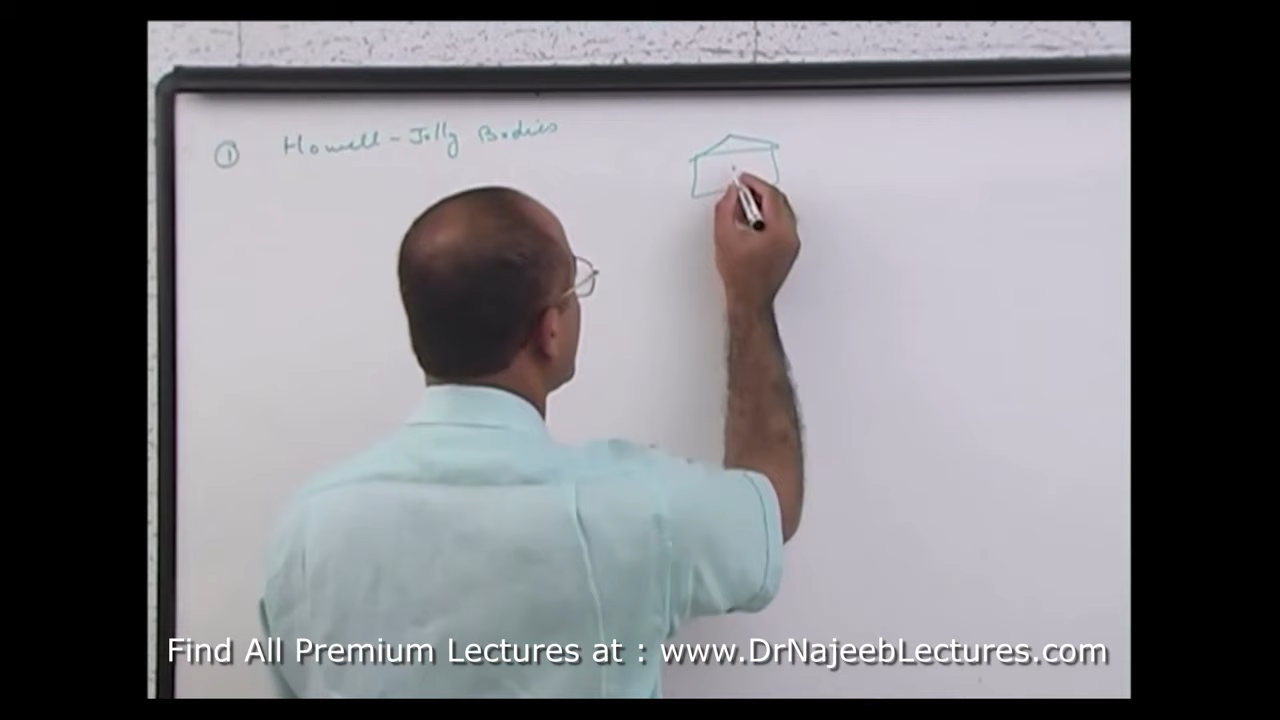 ① Howell-Jolly Bodies
Find All Premium Lectures at : www.DrNajeebLectures.com